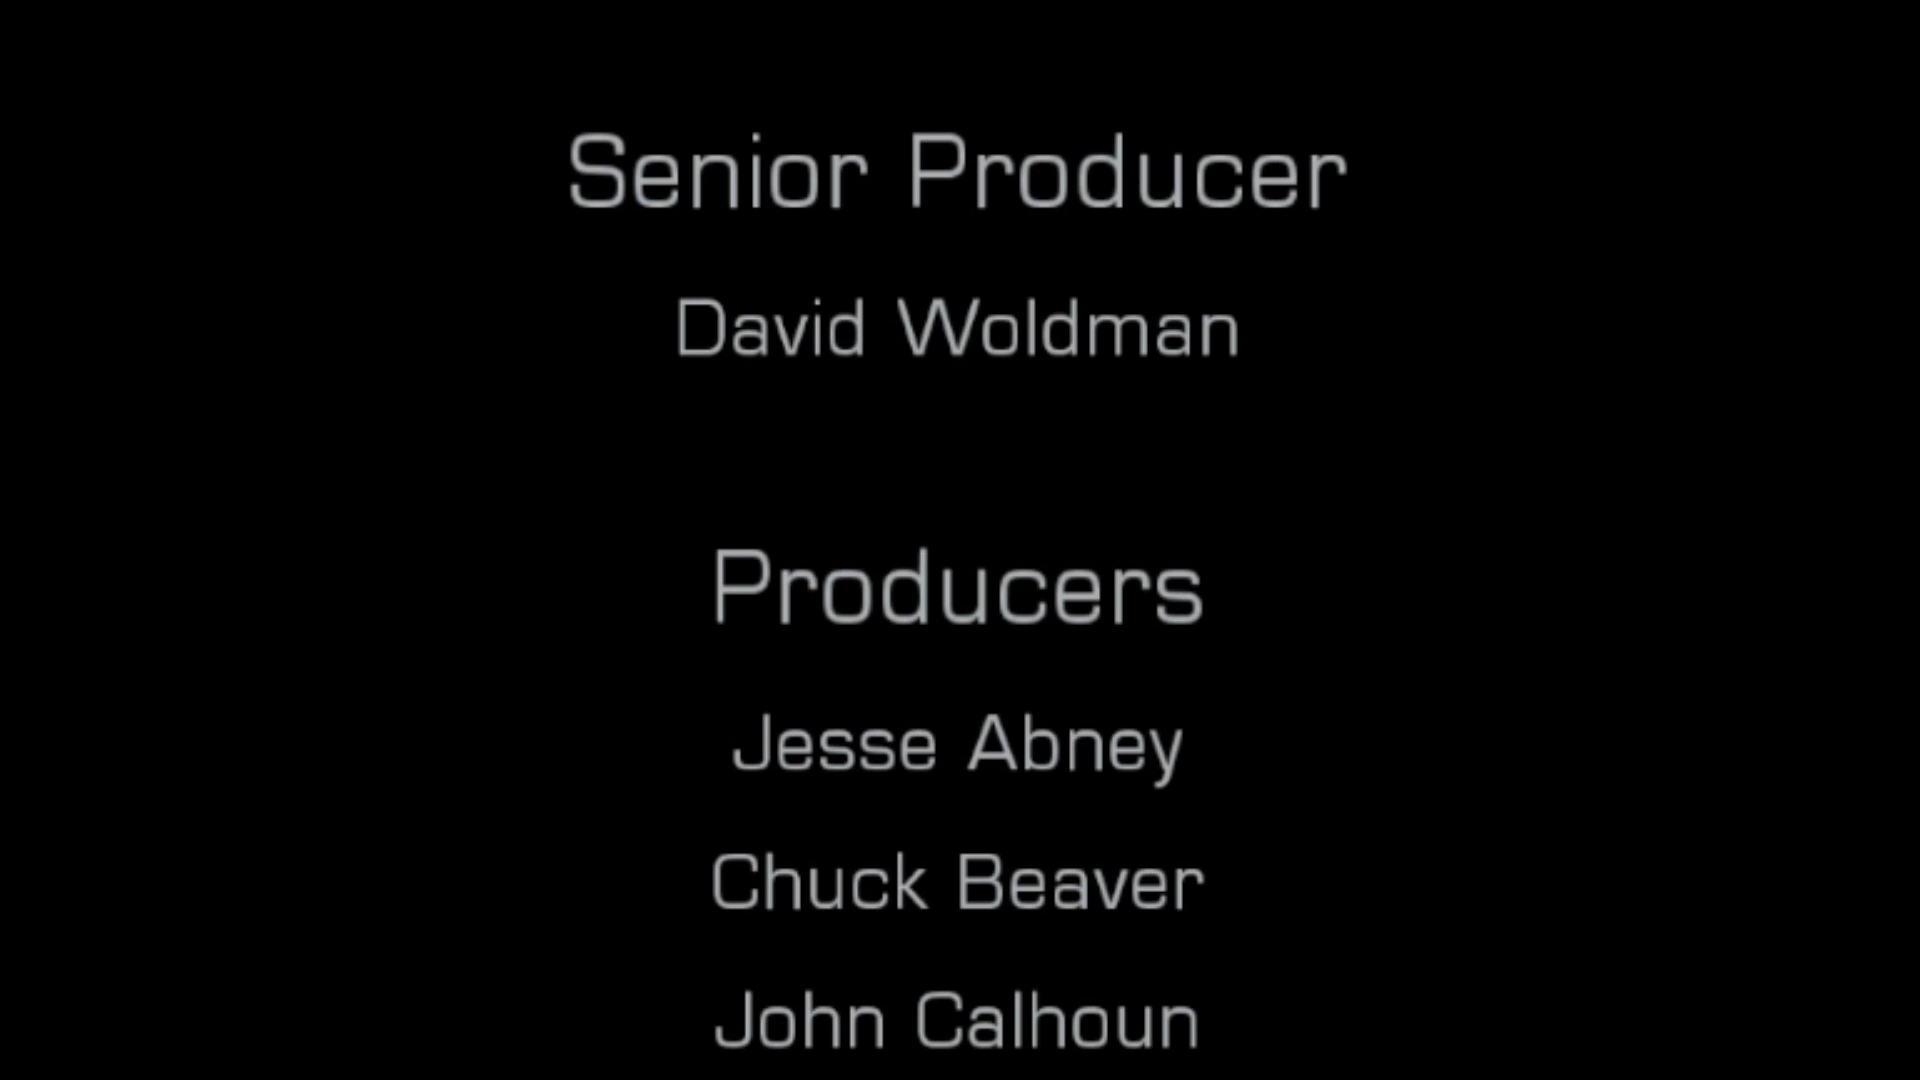 Senior Producer
David Woldman
Producers
Jesse Abney
Chuck Beaver
John Calhoun